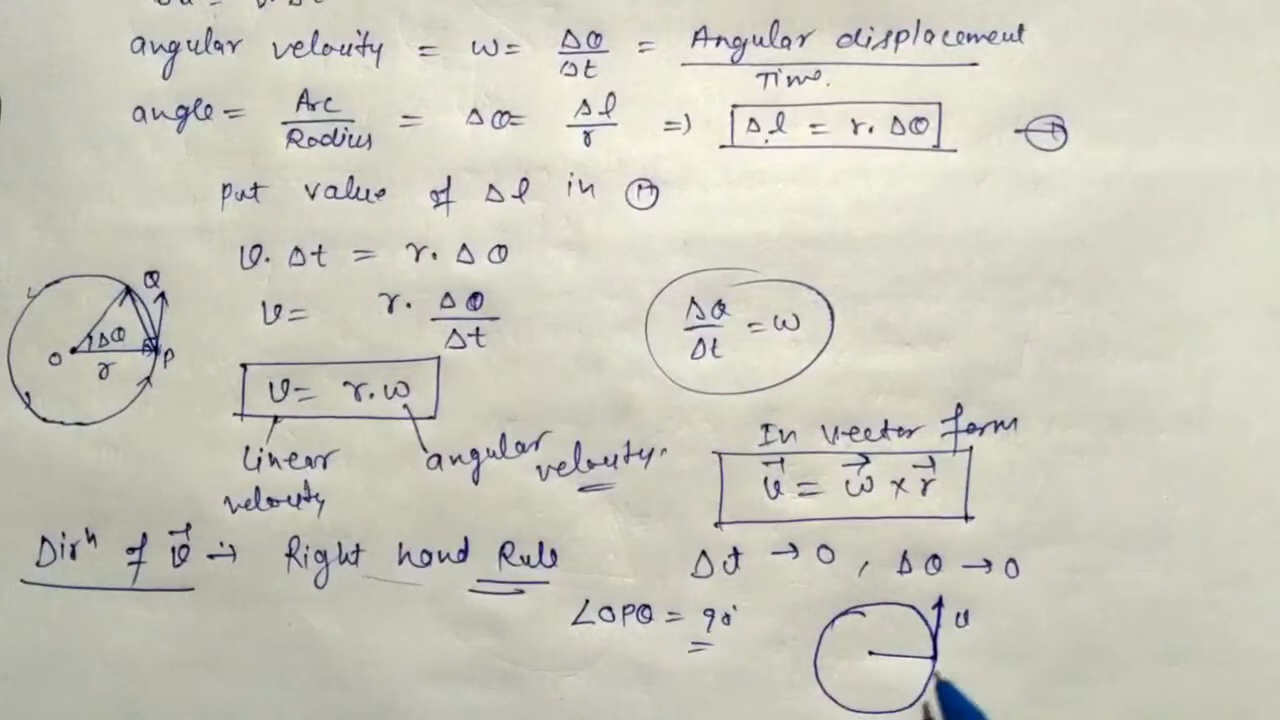 angular velocity = ω = Δθ/Δt = Angular displacement/Time.
angle = Arc/Radius = Δθ = Δl/r ⇒ Δl = r. Δθ
put value of Δl in
v. Δt = r. Δθ
v = r. Δθ/Δt
Δθ/Δt = ω
v = r. ω
linear velocity
angular velocity.
In vector form
v⃗ = ω⃗ × r⃗
Dirⁿ of v⃗ → Right hand Rule
Δt → 0, Δθ → 0
∠OPQ = 90°
Q
Δθ
O
r
P
v